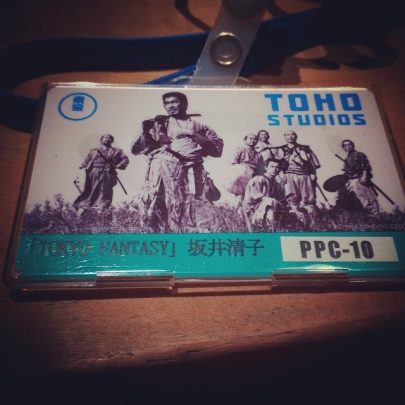 TOHO
STUDIOS
「TOKYO FANTASY」 坂井清子
PPC-10